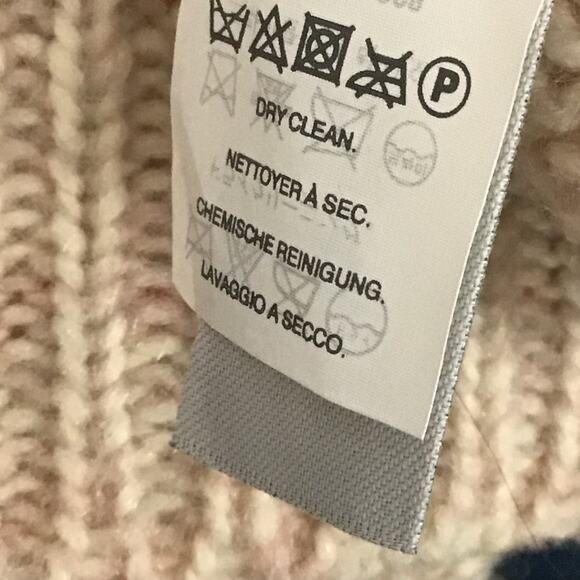 P
DRY CLEAN.
NETTOYER À SEC.
CHEMISCHE REINIGUNG.
LAVAGGIO A SECCO.